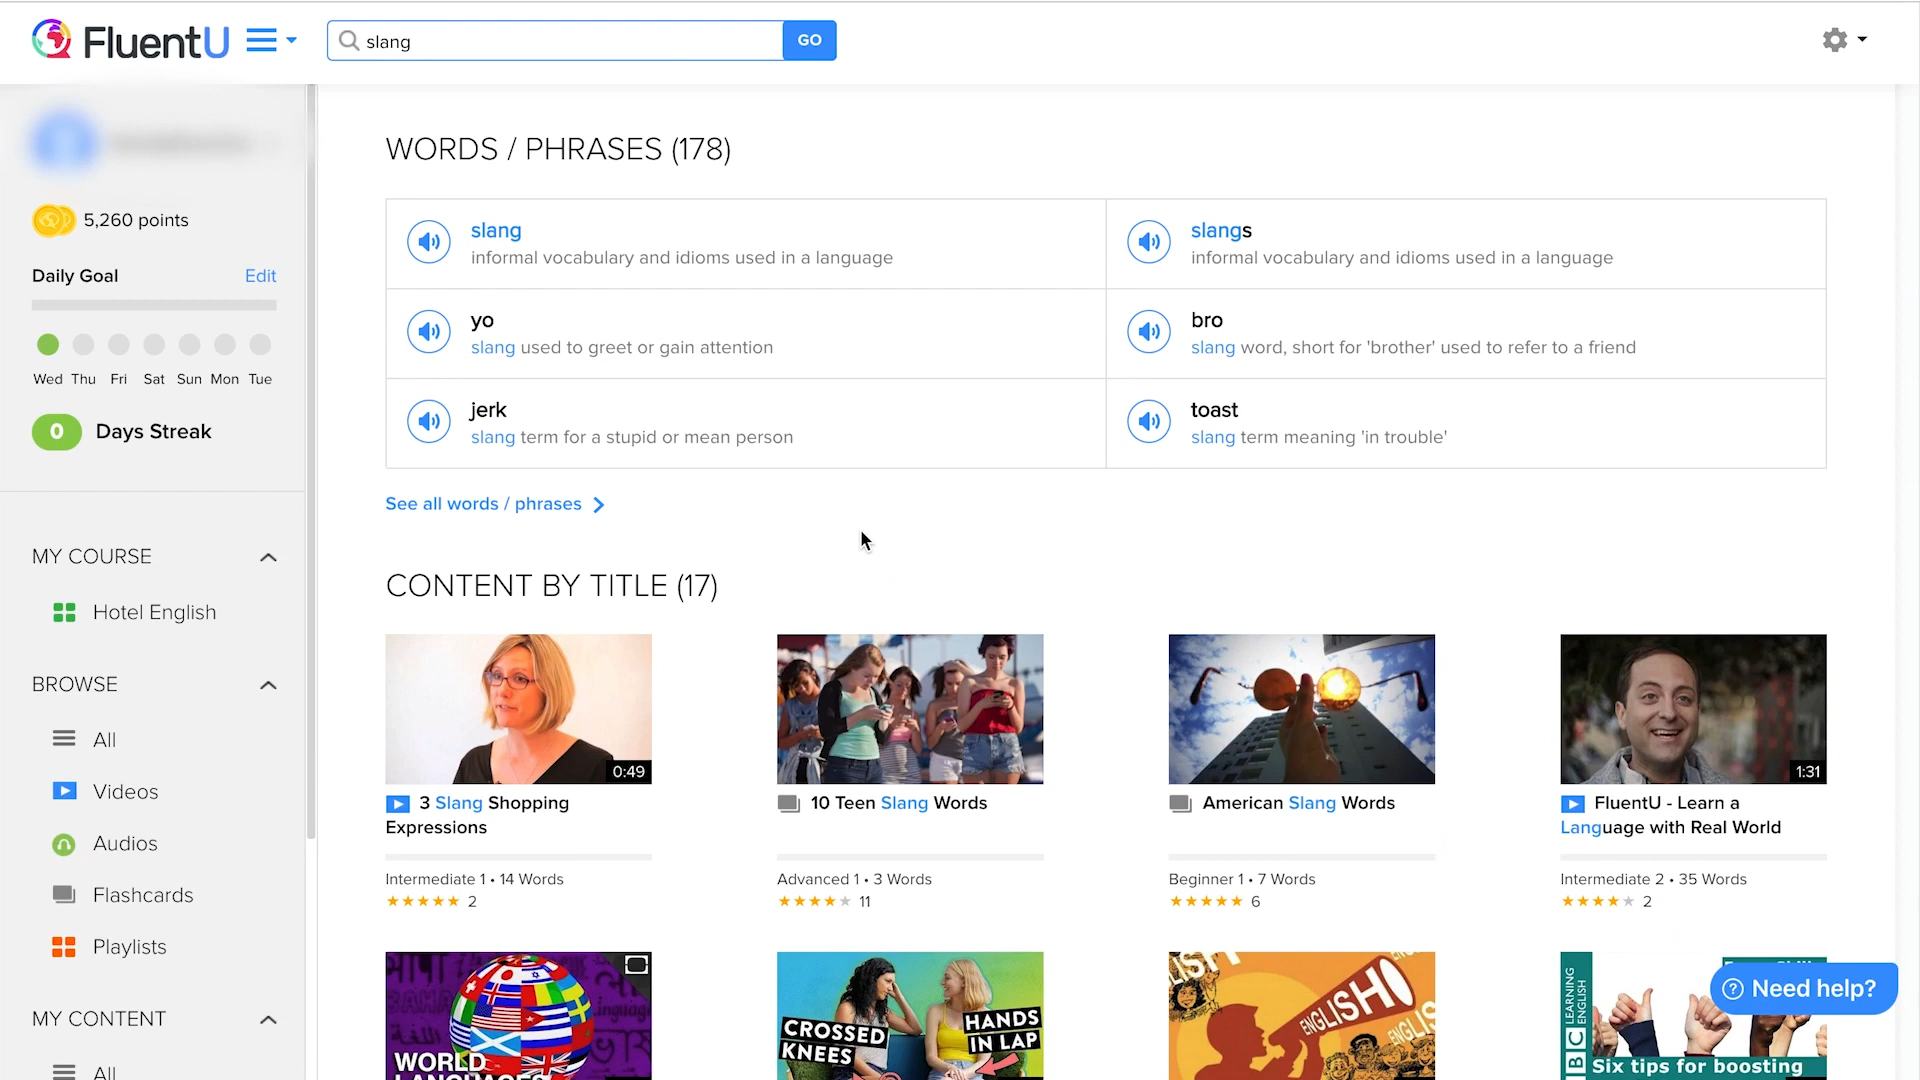 FluentU
slang
GO
5,260 points
Daily Goal
Edit
Wed Thu Fri Sat Sun Mon Tue
0 Days Streak
MY COURSE
Hotel English
BROWSE
All
Videos
Audios
Flashcards
Playlists
MY CONTENT
All
WORDS / PHRASES (178)
slang
informal vocabulary and idioms used in a language
slangs
informal vocabulary and idioms used in a language
yo
slang used to greet or gain attention
bro
slang word, short for 'brother' used to refer to a friend
jerk
slang term for a stupid or mean person
toast
slang term meaning 'in trouble'
See all words / phrases
CONTENT BY TITLE (17)
0:49
3 Slang Shopping
Expressions
Intermediate 1 • 14 Words
2
10 Teen Slang Words
Advanced 1 • 3 Words
11
American Slang Words
Beginner 1 • 7 Words
6
1:31
FluentU - Learn a
Language with Real World
Intermediate 2 • 35 Words
2
WORLD
CROSSED
KNEES
HANDS
IN LAP
ENGLISH
LEARNING
ENGLISH
BBC
Six tips for boosting
? Need help?